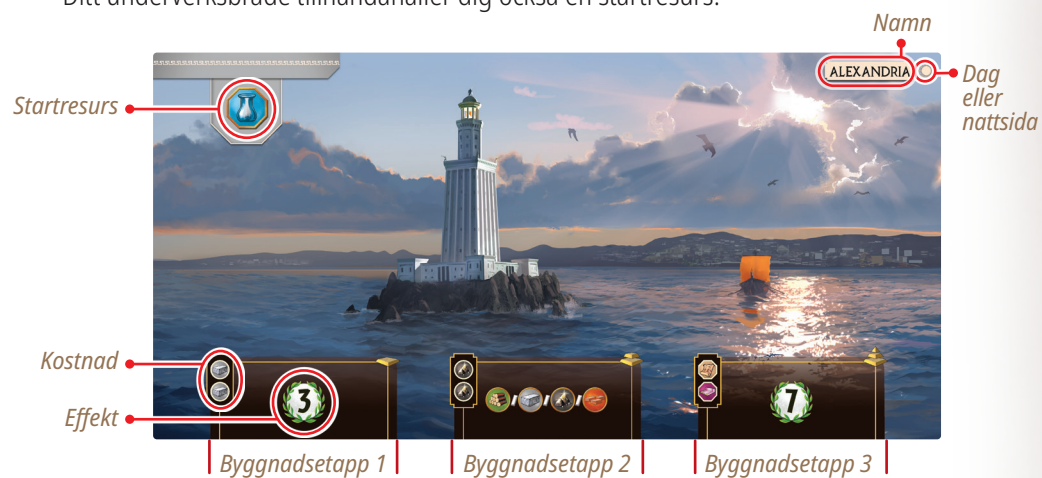 Ditt underverksbräde tillhandahåller dig också en startresurs.
Namn
ALEXANDRIA
Dag
eller
nattsida
Startresurs
Kostnad
Effekt
3
7
Byggnadsetapp 1
Byggnadsetapp 2
Byggnadsetapp 3